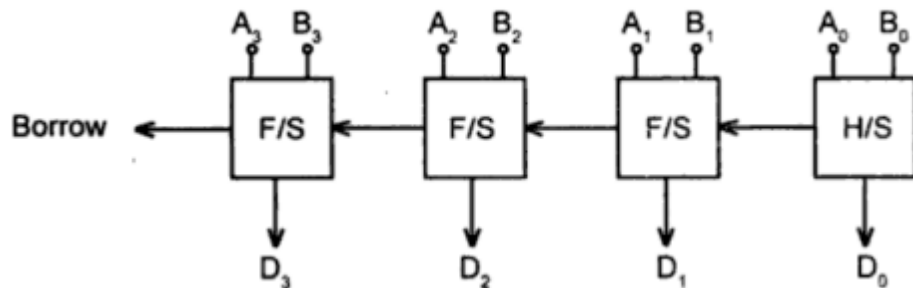 A₃ B₃ A₂ B₂ A₁ B₁ A₀ B₀
Borrow F/S F/S F/S H/S
D₃ D₂ D₁ D₀